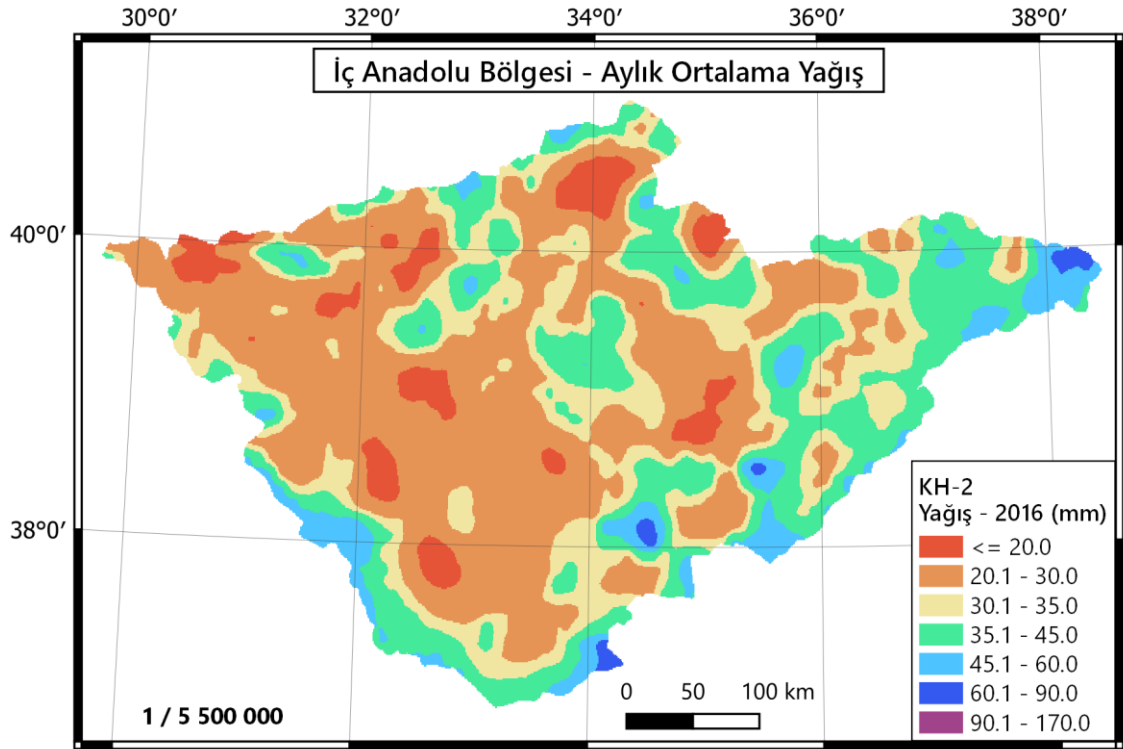 30°0′ 32°0′ 34°0′ 36°0′ 38°0′
İç Anadolu Bölgesi - Aylık Ortalama Yağış
40°0′
38°0′
KH-2
Yağış - 2016 (mm)
<= 20.0
20.1 - 30.0
30.1 - 35.0
35.1 - 45.0
45.1 - 60.0
60.1 - 90.0
90.1 - 170.0
0 50 100 km
1 / 5 500 000